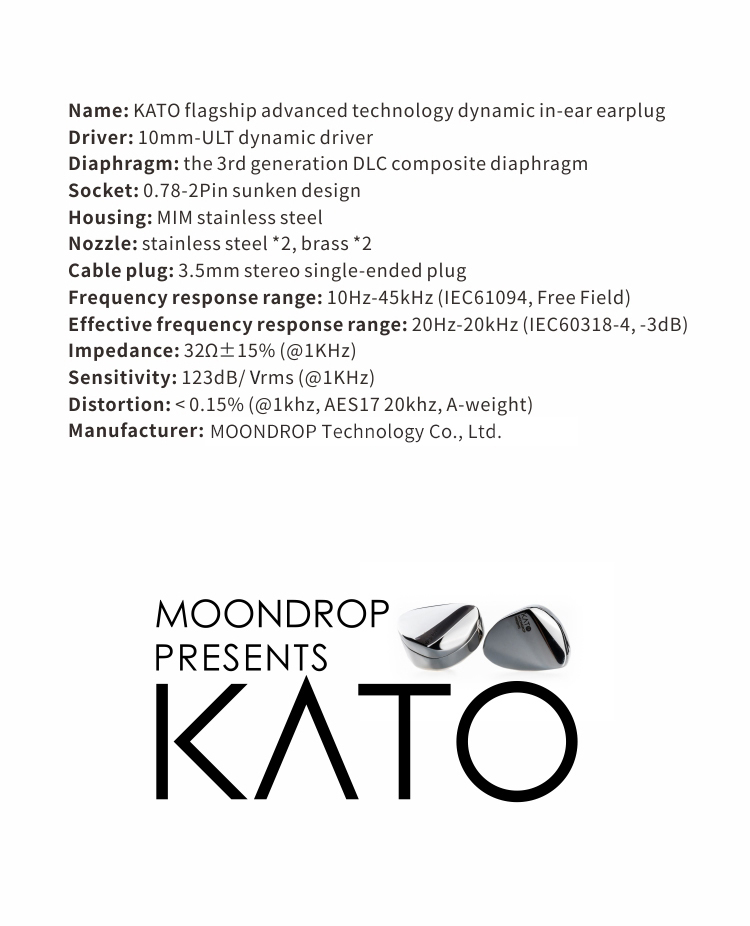 Name: KATO flagship advanced technology dynamic in-ear earplug
Driver: 10mm-ULT dynamic driver
Diaphragm: the 3rd generation DLC composite diaphragm
Socket: 0.78-2Pin sunken design
Housing: MIM stainless steel
Nozzle: stainless steel *2, brass *2
Cable plug: 3.5mm stereo single-ended plug
Frequency response range: 10Hz-45kHz (IEC61094, Free Field)
Effective frequency response range: 20Hz-20kHz (IEC60318-4, -3dB)
Impedance: 32Ω±15% (@1KHz)
Sensitivity: 123dB/ Vrms (@1KHz)
Distortion: < 0.15% (@1khz, AES17 20khz, A-weight)
Manufacturer: MOONDROP Technology Co., Ltd.
MOONDROP
PRESENTS
KATO
KATO